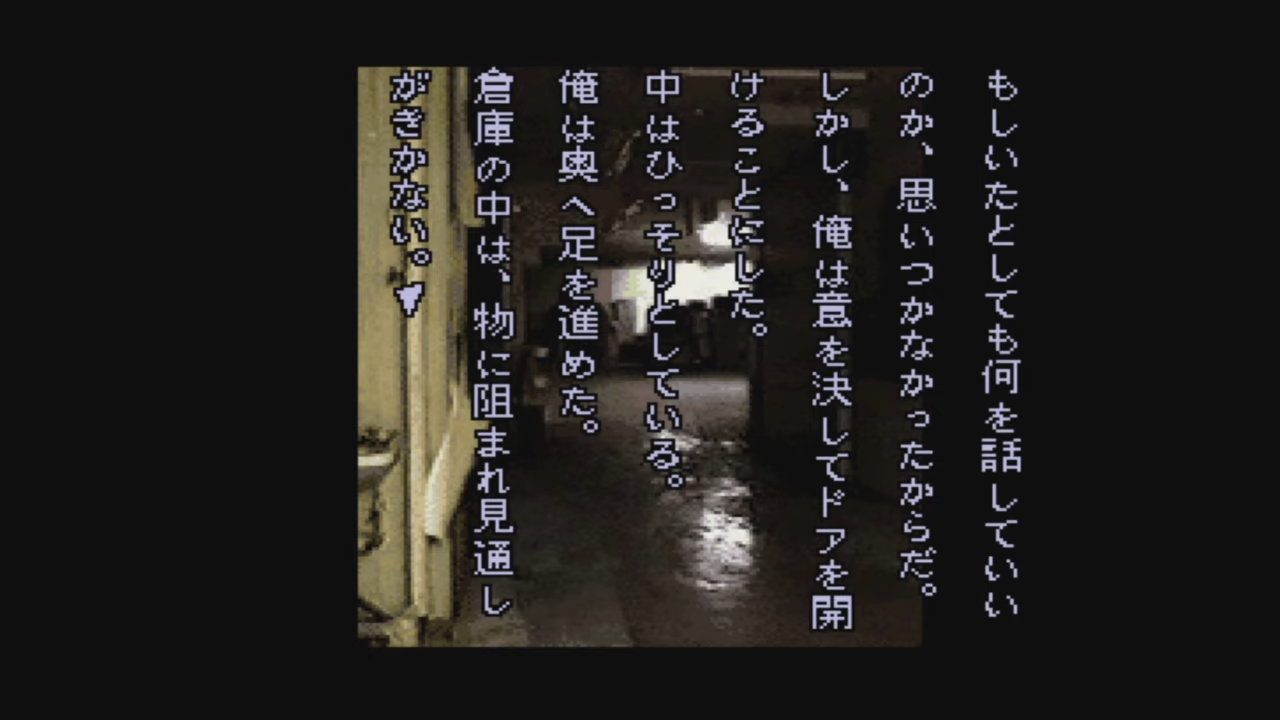 もしいたとしても何を話していい
のか、思いつかなかったからだ。
しかし、俺は意を決してドアを開
けることにした。
中はひっそりとしている。
俺は奥へ足を進めた。
倉庫の中は、物に阻まれ見通し
がきかない。